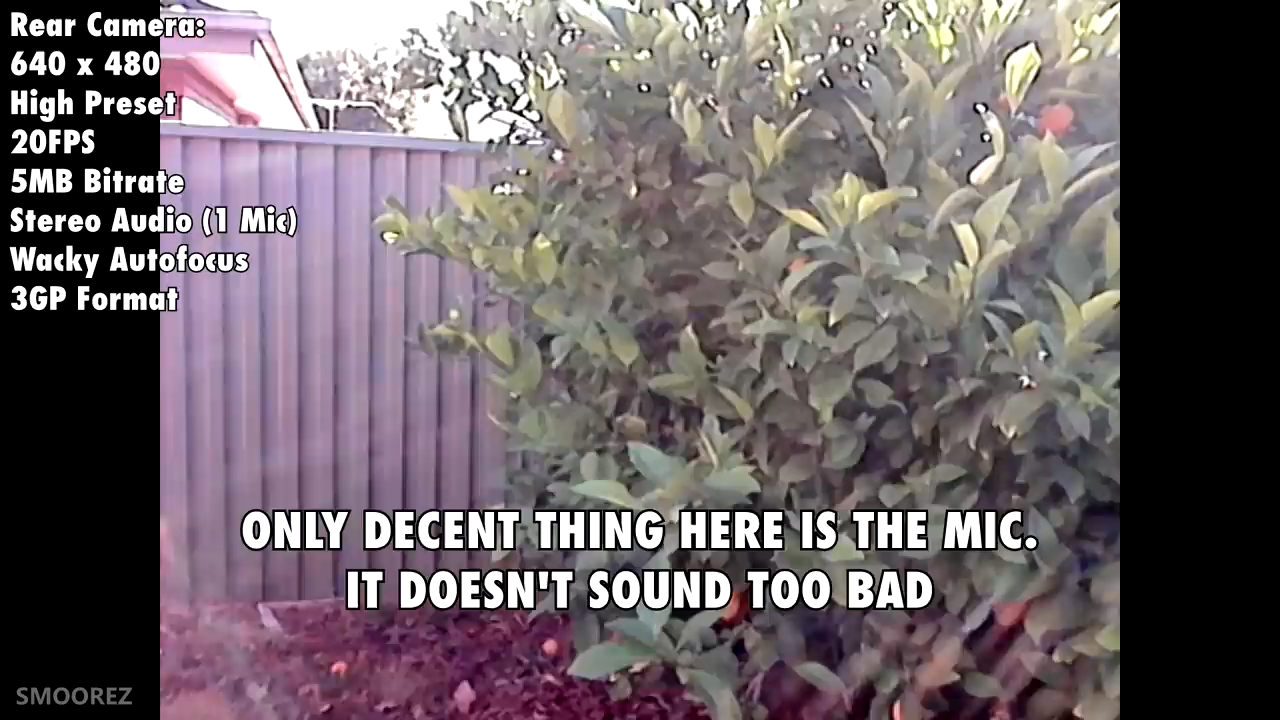 Rear Camera:
640 x 480
High Preset
20FPS
5MB Bitrate
Stereo Audio (1 Mic)
Wacky Autofocus
3GP Format
ONLY DECENT THING HERE IS THE MIC.
IT DOESN'T SOUND TOO BAD
SMOOREZ